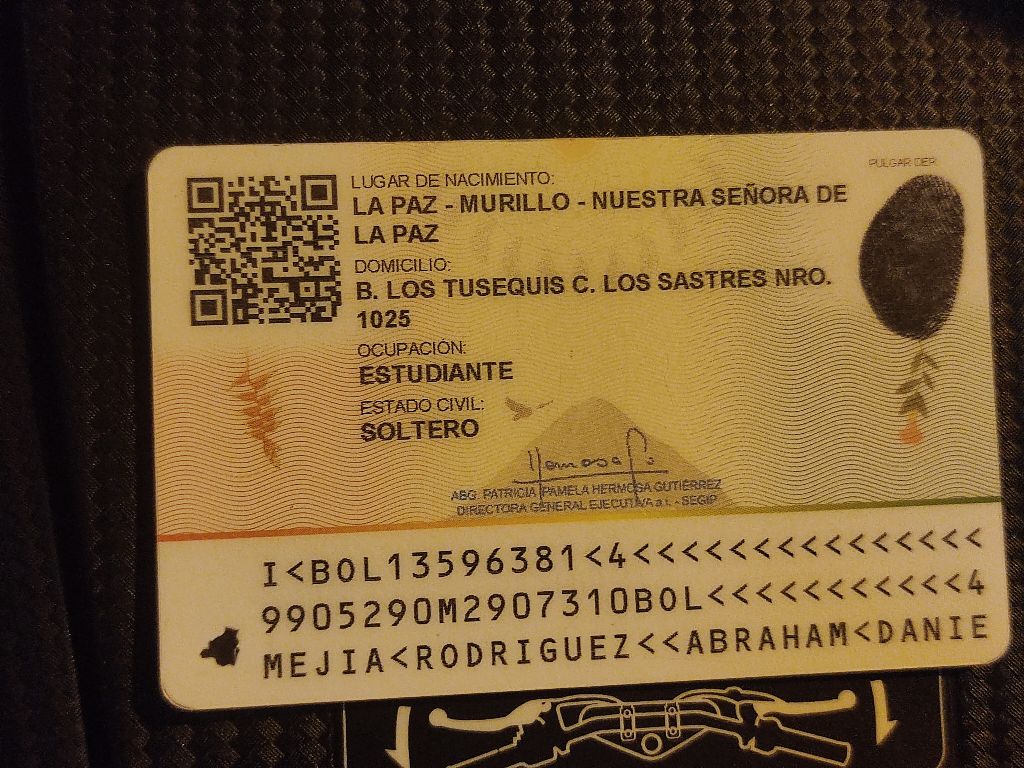 PULGAR DER.
LUGAR DE NACIMIENTO:
LA PAZ - MURILLO - NUESTRA SEÑORA DE
LA PAZ
DOMICILIO:
B. LOS TUSEQUIS C. LOS SASTRES NRO.
1025
OCUPACIÓN:
ESTUDIANTE
ESTADO CIVIL:
SOLTERO
ABG. PATRICIA PAMELA HERMOSA GUTIÉRREZ
DIRECTORA GENERAL EJECUTIVA a.i. - SEGIP
I<BOL13596381<4<<<<<<<<<<<<<<<
9905290M2907310BOL<<<<<<<<<<<4
MEJIA<RODRIGUEZ<<ABRAHAM<DANIE